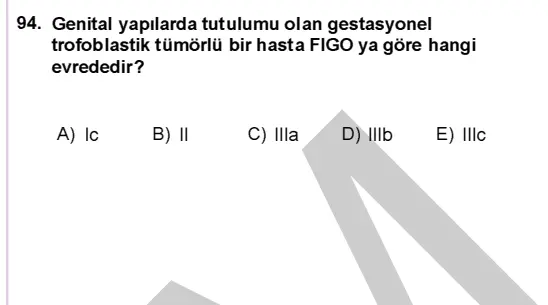 94. Genital yapılarda tutulumu olan gestasyonel
trofoblastik tümörlü bir hasta FIGO ya göre hangi
evrededir?
A) Ic B) II C) IIIa D) IIIb E) IIIc